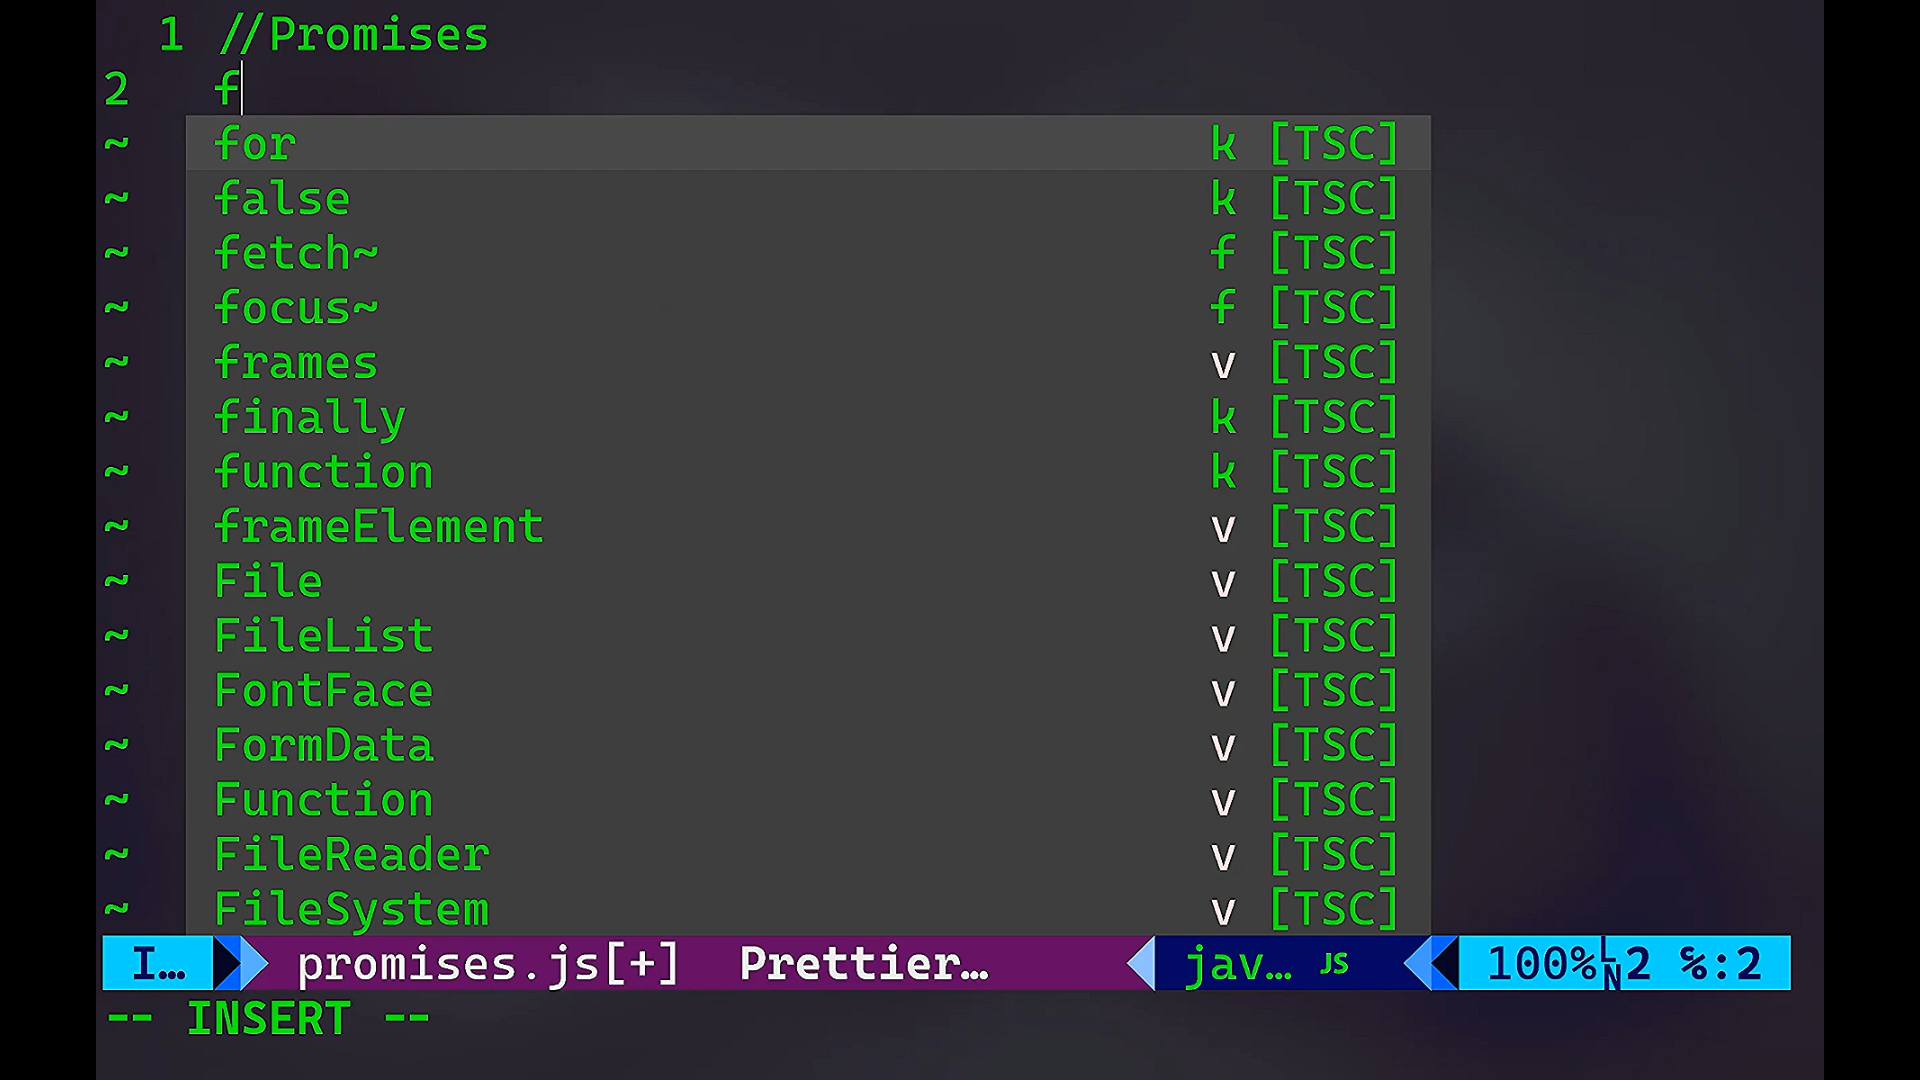 1 //Promises
2 f
~ for k [TSC]
~ false k [TSC]
~ fetch~ f [TSC]
~ focus~ f [TSC]
~ frames v [TSC]
~ finally k [TSC]
~ function k [TSC]
~ frameElement v [TSC]
~ File v [TSC]
~ FileList v [TSC]
~ FontFace v [TSC]
~ FormData v [TSC]
~ Function v [TSC]
~ FileReader v [TSC]
~ FileSystem v [TSC]
I… promises.js[+] Prettier… jav… JS 100%␤2 ℅:2
-- INSERT --